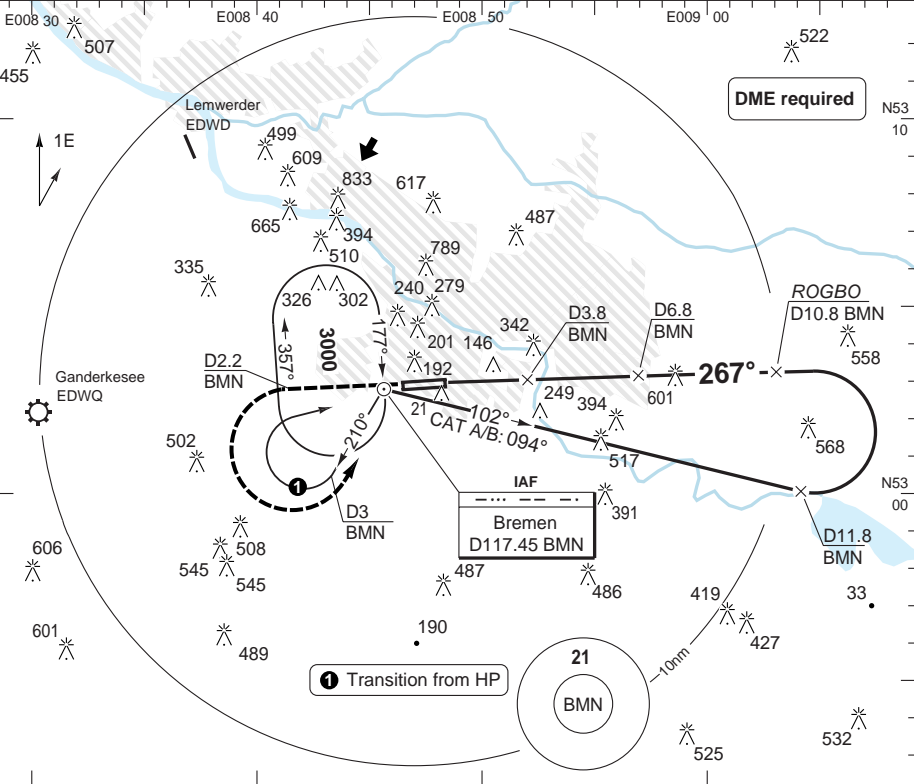 E008 30
E008 40
E008 50
E009 00
507
455
522
DME required
N53
10
Lemwerder
EDWD
1E
499
609
833
617
665
394
510
487
335
789
326
302
240
279
ROGBO
D10.8 BMN
D3.8
BMN
D6.8
BMN
342
201
146
558
177°
3000
357°
D2.2
BMN
192
267°
Ganderkesee
EDWQ
21
249
394
601
102°
CAT A/B: 094°
210°
568
517
502
1
IAF
N53
00
391
D3
BMN
Bremen
D117.45 BMN
D11.8
BMN
508
545
545
606
487
486
419
33
427
601
489
190
10nm
21
BMN
1 Transition from HP
525
532